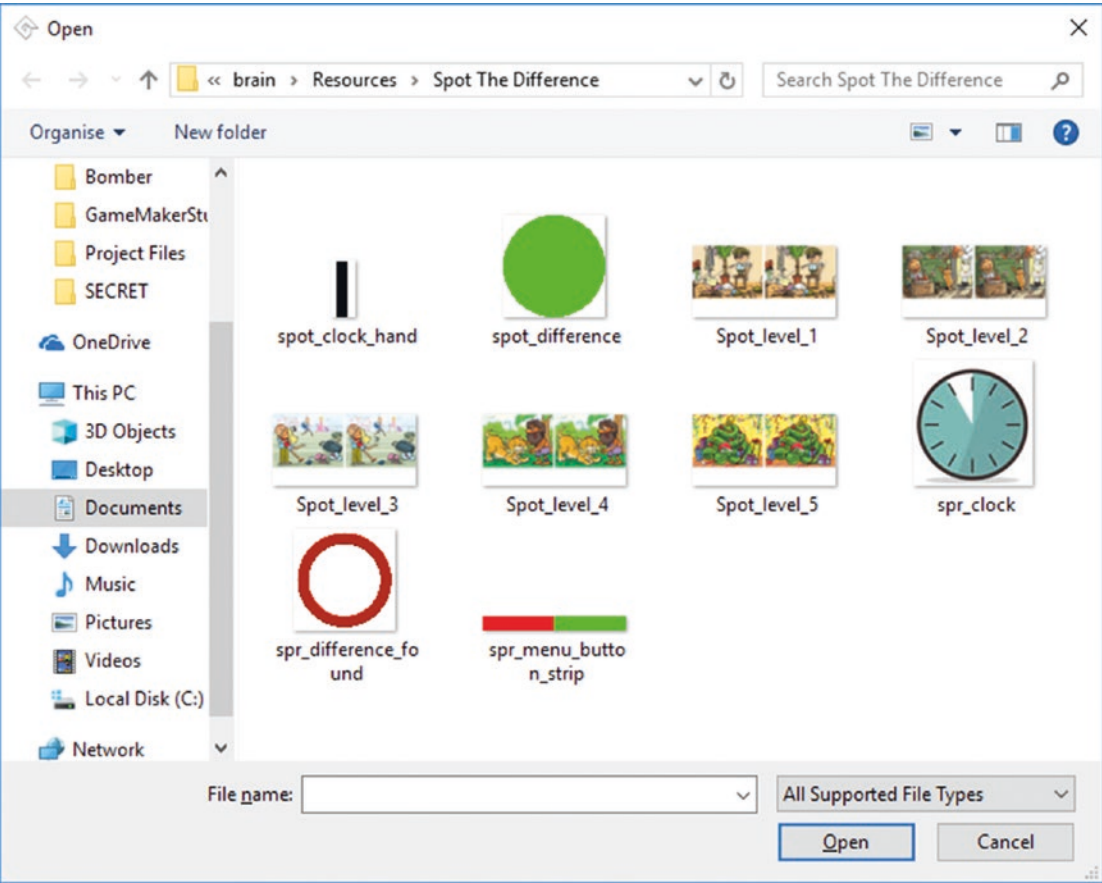 Open
« brain > Resources > Spot The Difference
Search Spot The Difference
Organise
New folder
Bomber
GameMakerStu
Project Files
SECRET
OneDrive
This PC
3D Objects
Desktop
Documents
Downloads
Music
Pictures
Videos
Local Disk (C:)
Network
spot_clock_hand
spot_difference
Spot_level_1
Spot_level_2
Spot_level_3
Spot_level_4
Spot_level_5
spr_clock
spr_difference_fo
und
spr_menu_butto
n_strip
File name:
All Supported File Types
Open
Cancel